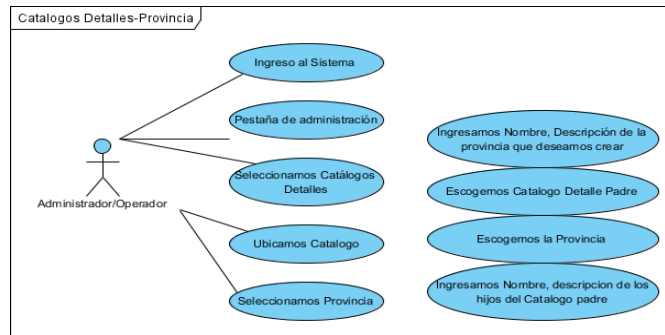 Catalogos Detalles-Provincia
Ingreso al Sistema
Pestaña de administración
Seleccionamos Catálogos
Detalles
Administrador/Operador
Ubicamos Catalogo
Seleccionamos Provincia
Ingresamos Nombre, Descripción de la
provincia que deseamos crear
Escogemos Catalogo Detalle Padre
Escogemos la Provincia
Ingresamos Nombre, descripcion de los
hijos del Catalogo padre